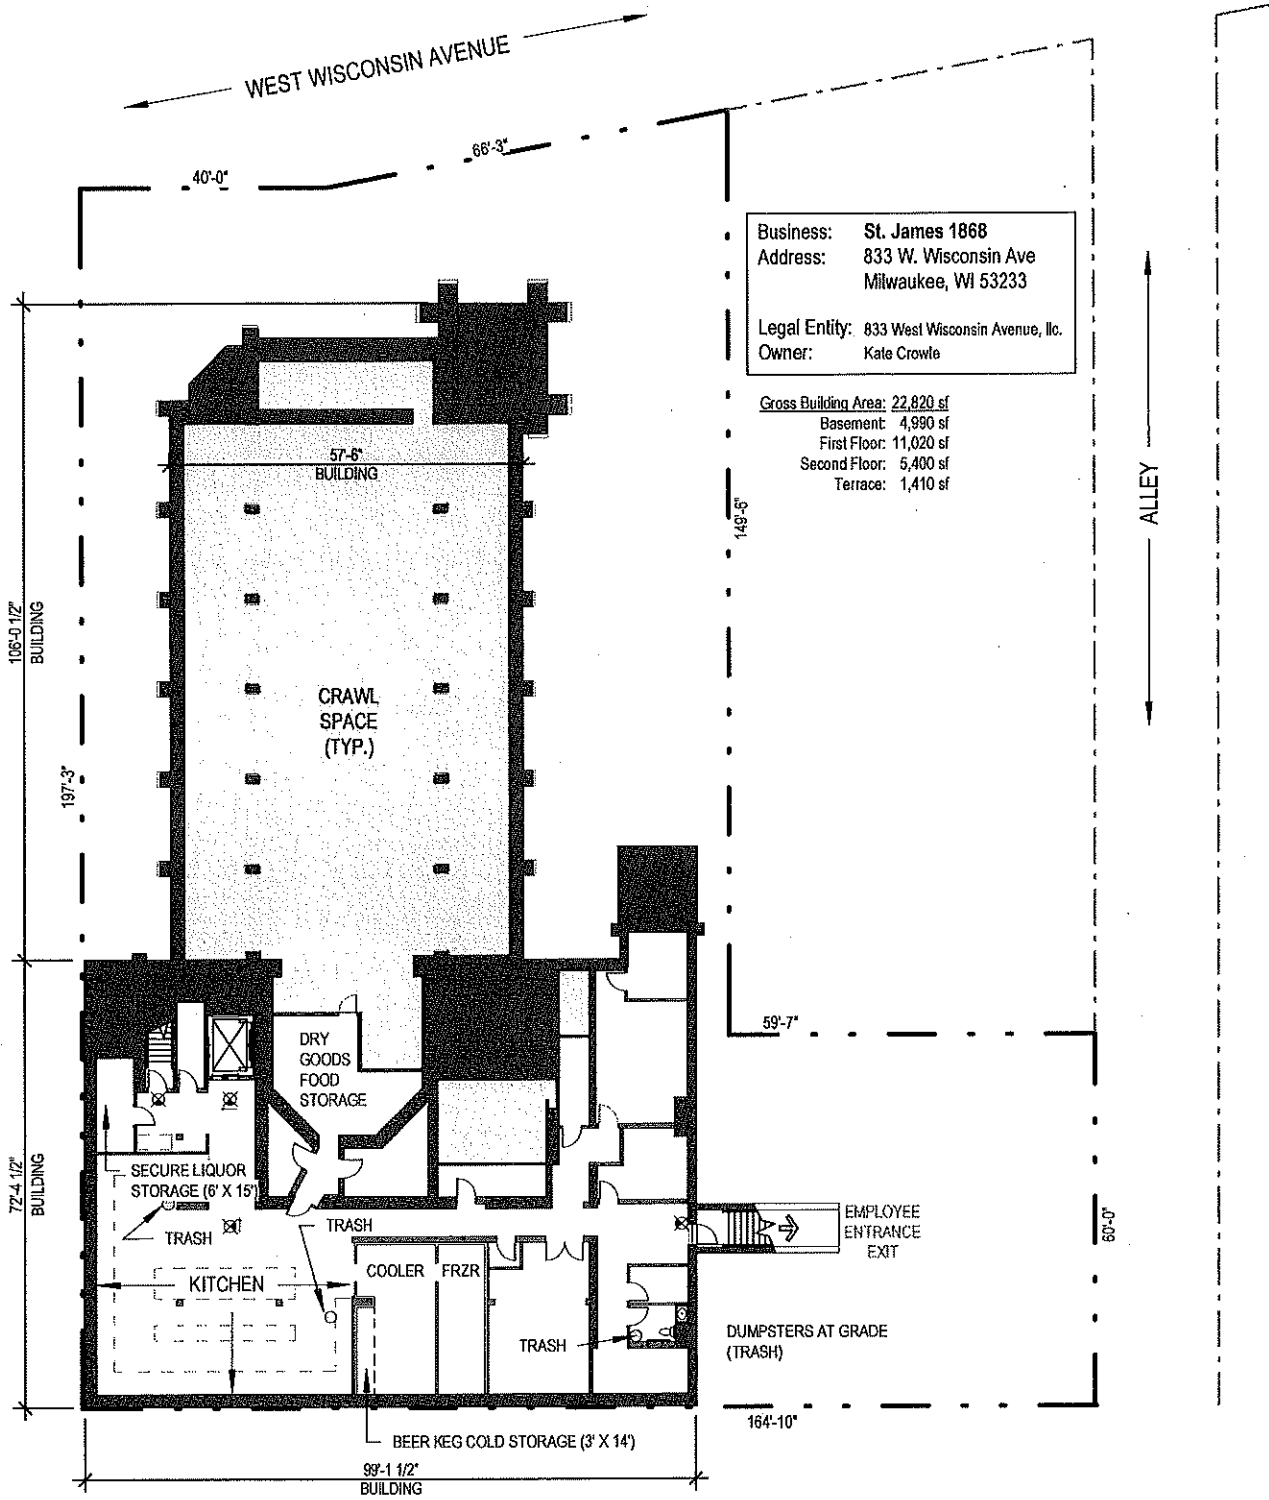 WEST WISCONSIN AVENUE
66'-3"
40'-0"
Business: St. James 1868
Address: 833 W. Wisconsin Ave
Milwaukee, WI 53233
Legal Entity: 833 West Wisconsin Avenue, llc.
Owner: Kate Crowle
Gross Building Area: 22,820 sf
Basement: 4,990 sf
First Floor: 11,020 sf
Second Floor: 5,400 sf
Terrace: 1,410 sf
57'-6"
BUILDING
149'-6"
ALLEY
106'-0 1/2"
BUILDING
CRAWL
SPACE
(TYP.)
197'-3"
59'-7"
DRY
GOODS
FOOD
STORAGE
72'-4 1/2"
BUILDING
SECURE LIQUOR
STORAGE (6' X 15')
TRASH
TRASH
EMPLOYEE
ENTRANCE
EXIT
60'-0"
KITCHEN
COOLER
FRZR
TRASH
DUMPSTERS AT GRADE
(TRASH)
164'-10"
BEER KEG COLD STORAGE (3' X 14')
99'-1 1/2"
BUILDING